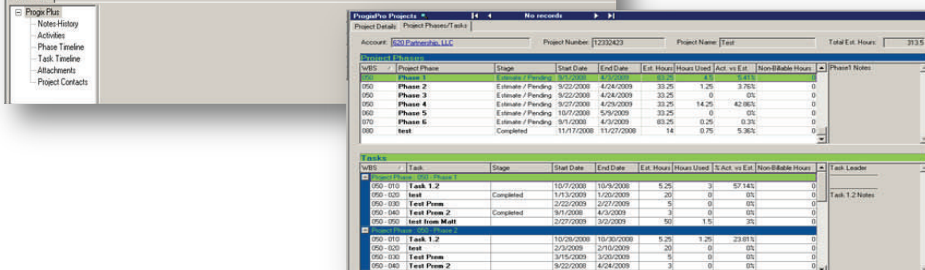 Progix Plus
Notes-History
Activities
Phase Timeline
Task Timeline
Attachments
Project Contacts
ProgixPro Projects No records
Project Details Project Phases/Tasks
Account: 620 Partnership, LLC Project Number: 12332423 Project Name: Test Total Est. Hours: 313.5
Project Phases
WBS / Project Phase Stage Start Date End Date Est. Hours Hours Used Act. vs Est. Non-Billable Hours Phase1 Notes
050 Phase 1 Estimate / Pending 9/1/2008 4/3/2009 83.25 4.5 5.41% 0
050 Phase 2 Estimate / Pending 9/22/2008 4/24/2009 33.25 1.25 3.76% 0
050 Phase 3 Estimate / Pending 9/22/2008 4/24/2009 33.25 0 0% 0
050 Phase 4 Estimate / Pending 9/27/2008 4/29/2009 33.25 14.25 42.86% 0
060 Phase 5 Estimate / Pending 10/7/2008 5/9/2009 33.25 0 0% 0
070 Phase 6 Estimate / Pending 9/1/2008 4/3/2009 83.25 0.25 0.3% 0
080 test Completed 11/17/2008 11/27/2008 14 0.75 5.36% 0
Tasks
WBS / Task Stage Start Date End Date Est. Hours Hours Used % Act. vs Est. Non-Billable Hours Task Leader
Project Phase : 050 - Phase 1
050 - 010 Task 1.2 10/7/2008 10/9/2008 5.25 3 57.14% 0
050 - 020 test Completed 1/13/2009 1/20/2009 20 0 0% 0 Task 1.2 Notes
050 - 030 Test Prem 2/22/2009 2/27/2009 5 0 0% 0
050 - 040 Test Prem 2 Completed 9/1/2008 4/3/2009 3 0 0% 0
050 - 050 test from Matt 2/27/2009 3/2/2009 50 1.5 3% 0
Project Phase : 050 - Phase 2
050 - 010 Task 1.2 10/28/2008 10/30/2008 5.25 1.25 23.81% 0
050 - 020 test 2/3/2009 2/10/2009 20 0 0% 0
050 - 030 Test Prem 3/15/2009 3/20/2009 5 0 0% 0
050 - 040 Test Prem 2 9/22/2008 4/24/2009 3 0 0% 0